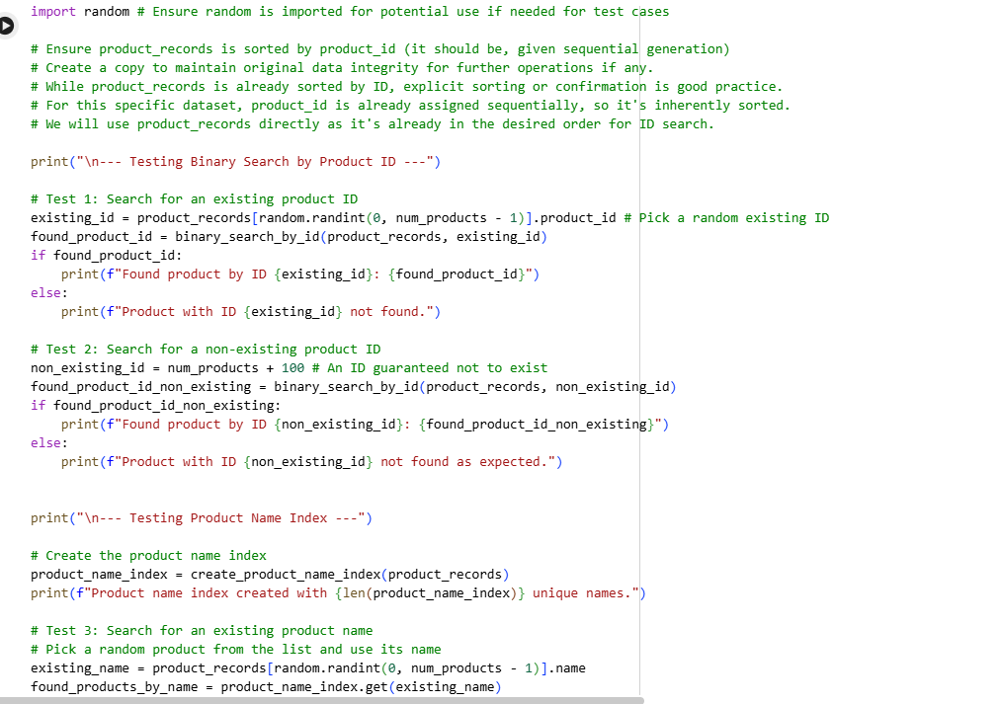 import random # Ensure random is imported for potential use if needed for test cases
# Ensure product_records is sorted by product_id (it should be, given sequential generation)
# Create a copy to maintain original data integrity for further operations if any.
# While product_records is already sorted by ID, explicit sorting or confirmation is good practice.
# For this specific dataset, product_id is already assigned sequentially, so it's inherently sorted.
# We will use product_records directly as it's already in the desired order for ID search.
print("\n--- Testing Binary Search by Product ID ---")
# Test 1: Search for an existing product ID
existing_id = product_records[random.randint(0, num_products - 1)].product_id # Pick a random existing ID
found_product_id = binary_search_by_id(product_records, existing_id)
if found_product_id:
    print(f"Found product by ID {existing_id}: {found_product_id}")
else:
    print(f"Product with ID {existing_id} not found.")
# Test 2: Search for a non-existing product ID
non_existing_id = num_products + 100 # An ID guaranteed not to exist
found_product_id_non_existing = binary_search_by_id(product_records, non_existing_id)
if found_product_id_non_existing:
    print(f"Found product by ID {non_existing_id}: {found_product_id_non_existing}")
else:
    print(f"Product with ID {non_existing_id} not found as expected.")
print("\n--- Testing Product Name Index ---")
# Create the product name index
product_name_index = create_product_name_index(product_records)
print(f"Product name index created with {len(product_name_index)} unique names.")
# Test 3: Search for an existing product name
# Pick a random product from the list and use its name
existing_name = product_records[random.randint(0, num_products - 1)].name
found_products_by_name = product_name_index.get(existing_name)